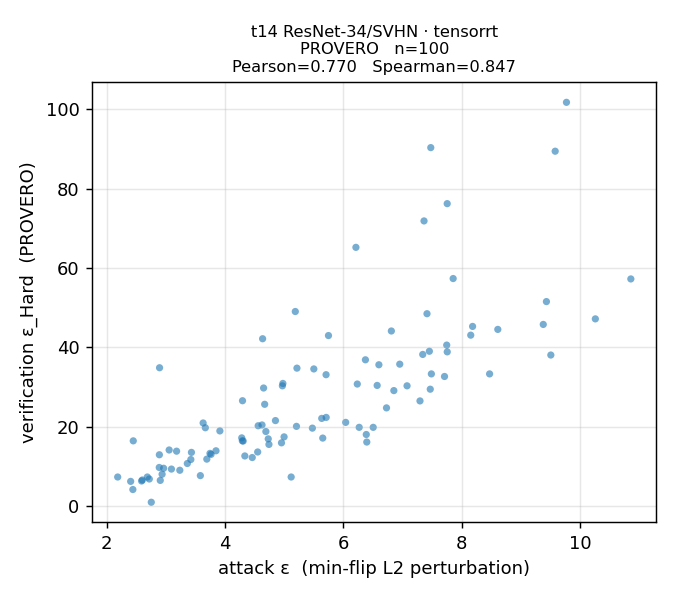 t14 ResNet-34/SVHN · tensorrt
PROVERO   n=100
Pearson=0.770   Spearman=0.847
100
80
60
40
20
0
verification ε_Hard  (PROVERO)
2
4
6
8
10
attack ε  (min-flip L2 perturbation)